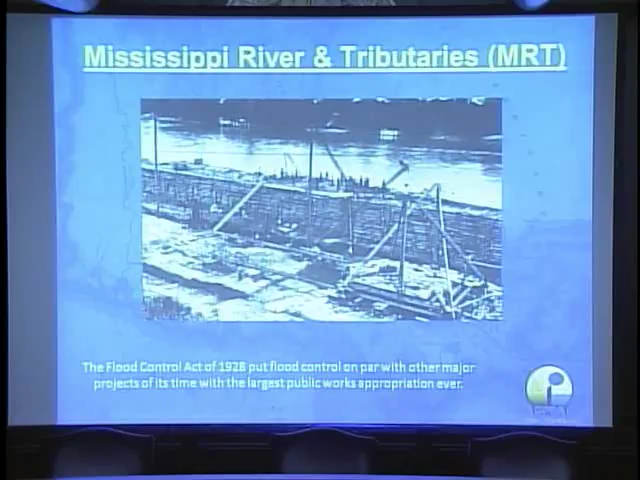 Mississippi River & Tributaries (MRT)
The Flood Control Act of 1928 put flood control on par with other major
projects of its time with the largest public works appropriation ever.